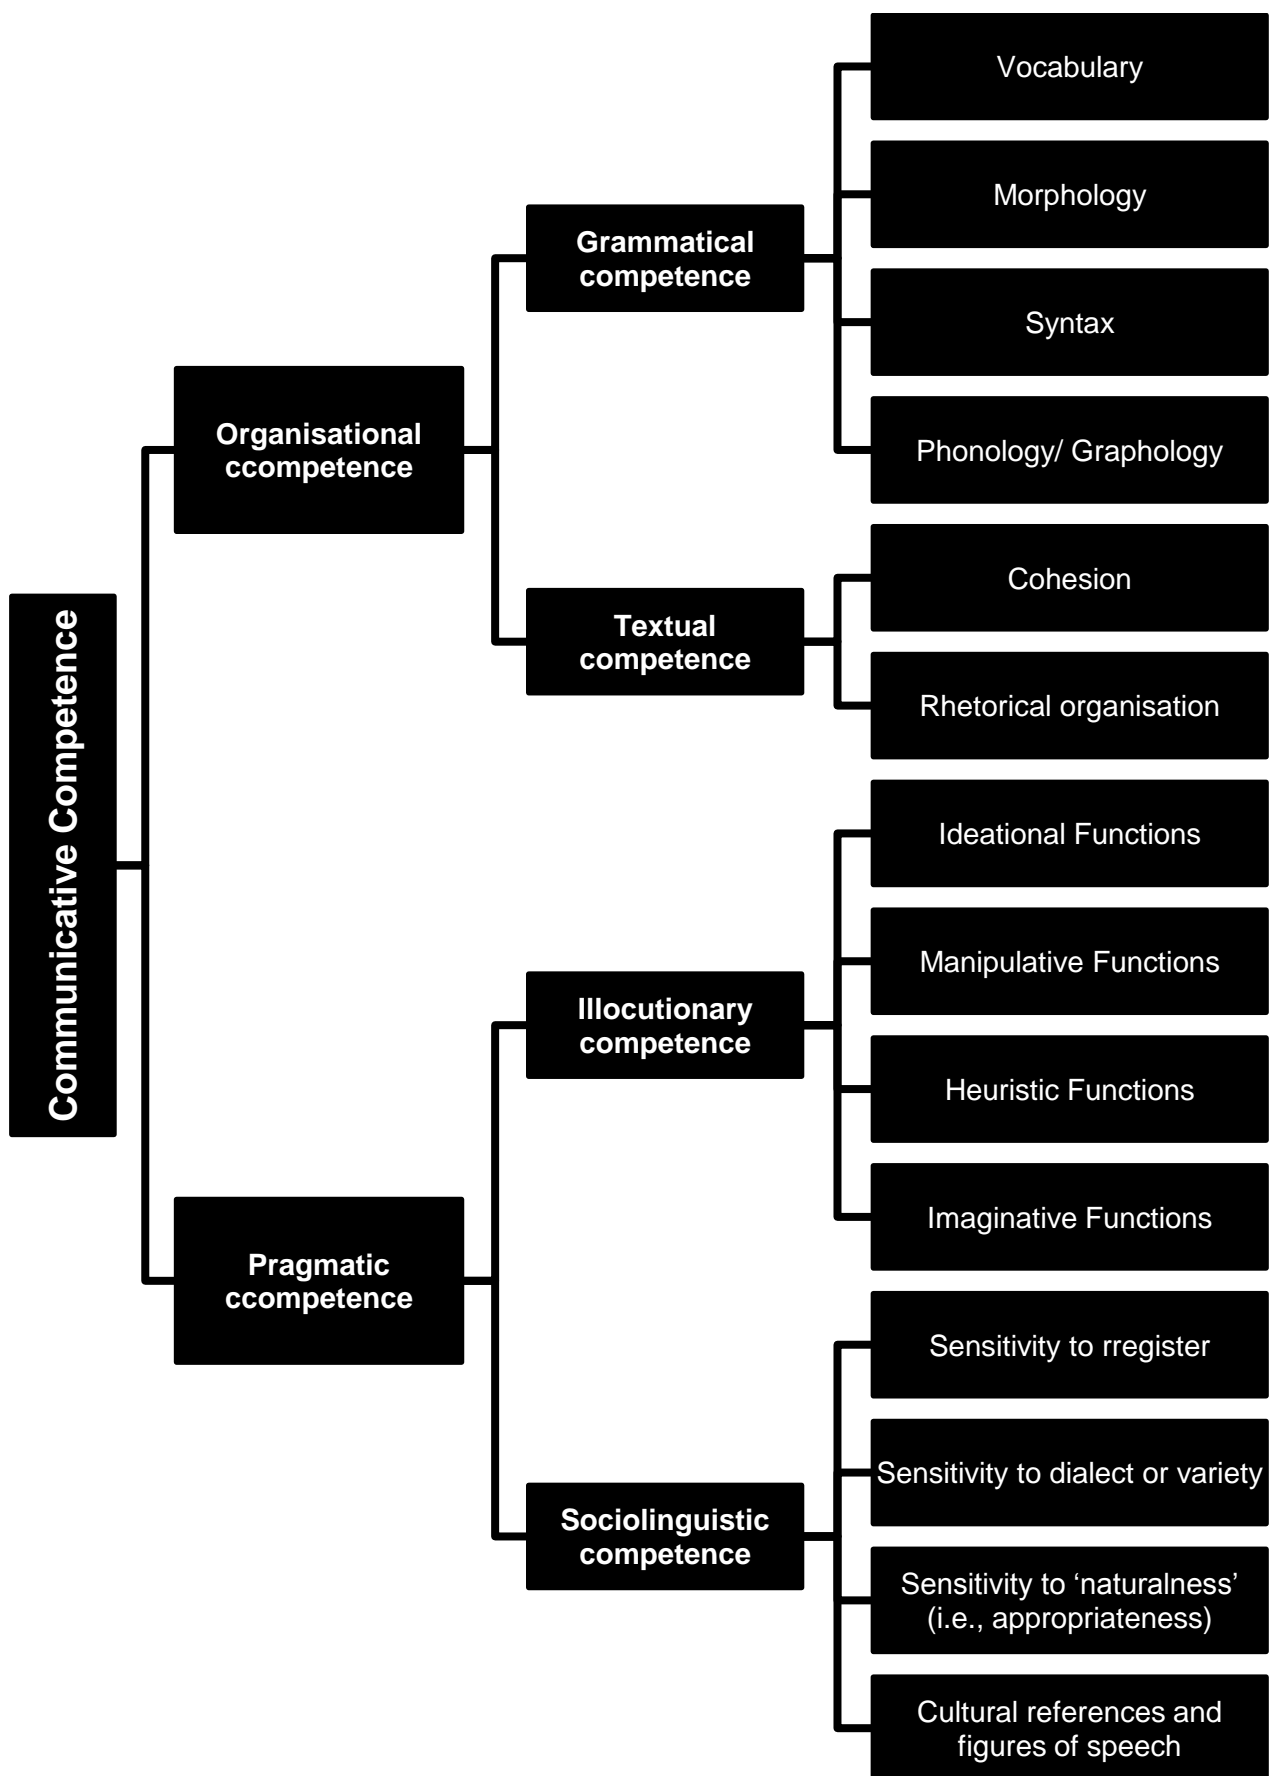 Communicative Competence
Organisational
ccompetence
Pragmatic
ccompetence
Grammatical
competence
Textual
competence
Illocutionary
competence
Sociolinguistic
competence
Vocabulary
Morphology
Syntax
Phonology/ Graphology
Cohesion
Rhetorical organisation
Ideational Functions
Manipulative Functions
Heuristic Functions
Imaginative Functions
Sensitivity to rregister
Sensitivity to dialect or variety
Sensitivity to ‘naturalness’
(i.e., appropriateness)
Cultural references and
figures of speech